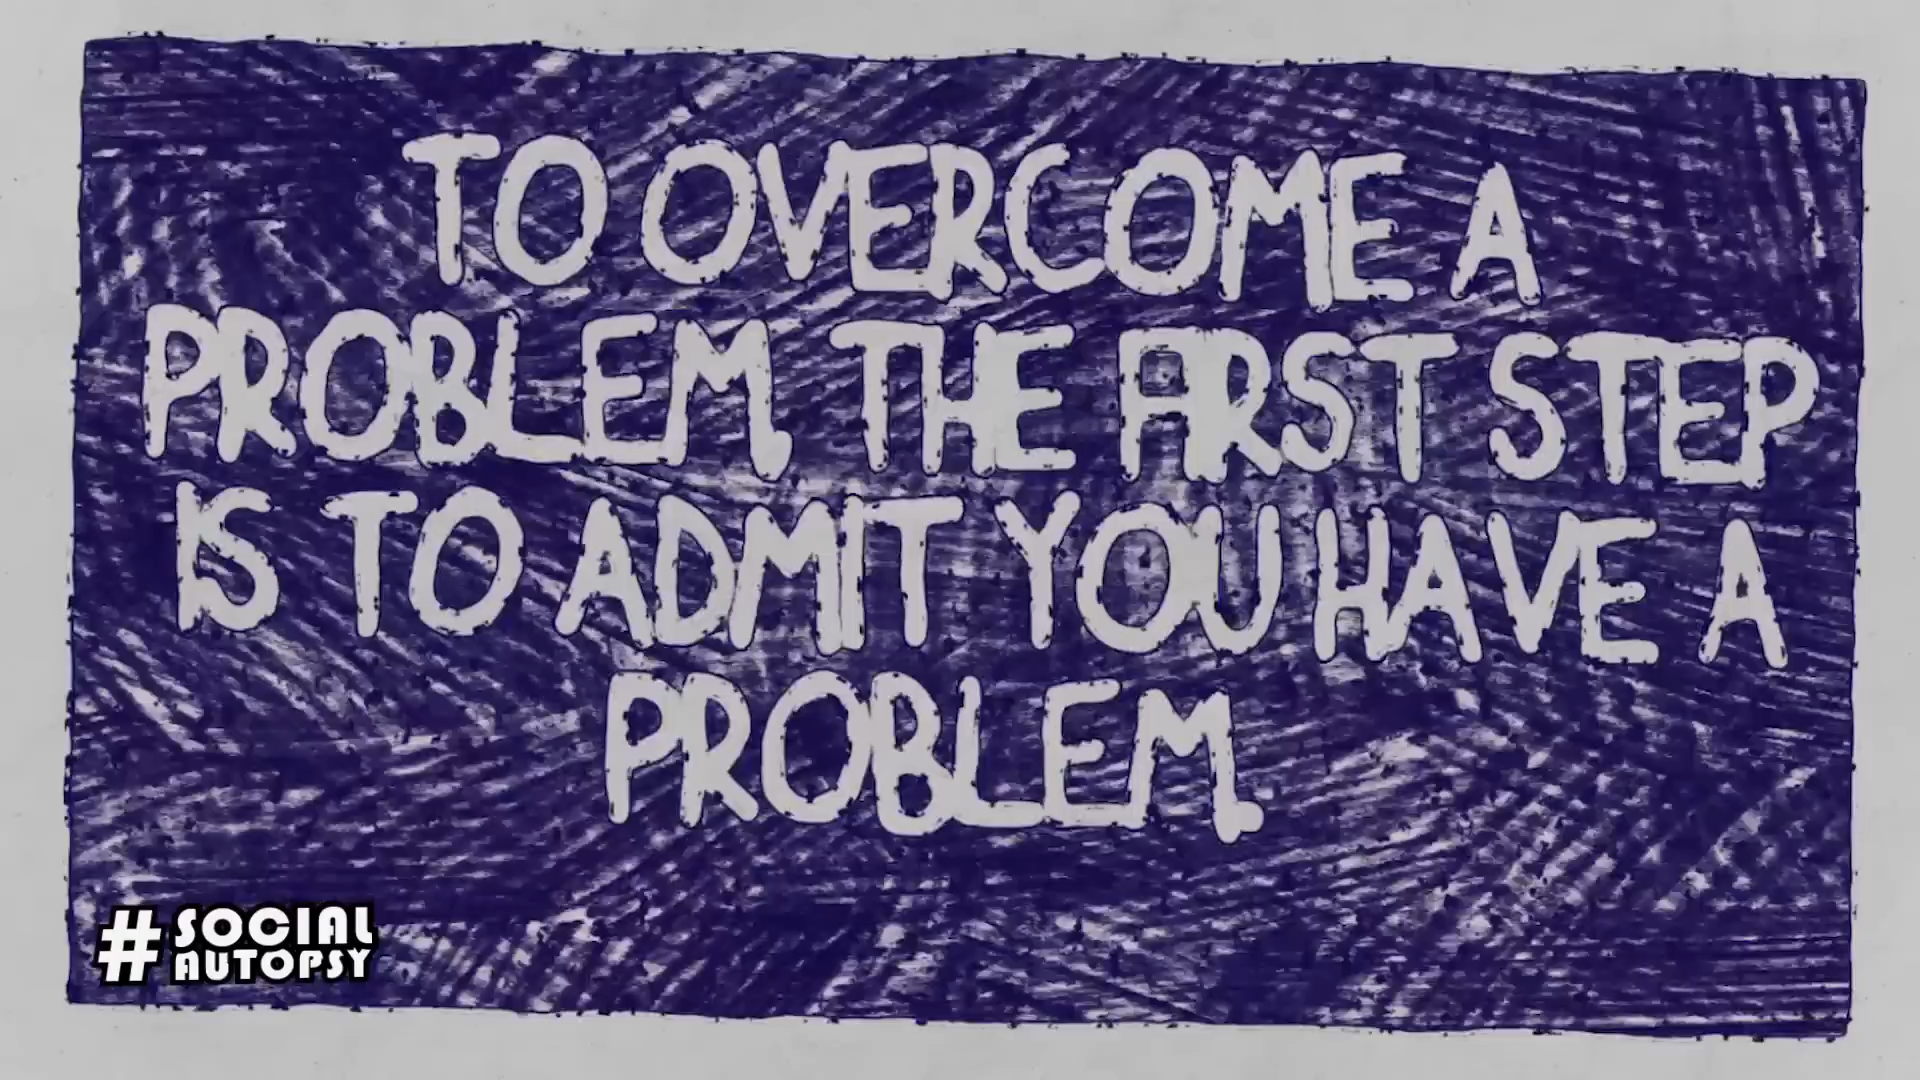 TO OVERCOME A
PROBLEM, THE FIRST STEP
IS TO ADMIT YOU HAVE A
PROBLEM.
#SOCIAL
AUTOPSY